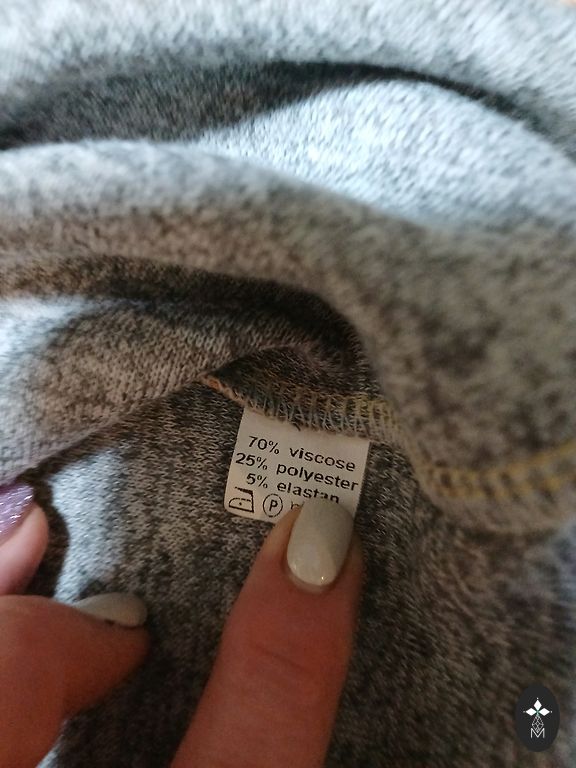 70% viscose
25% polyester
5% elastan
P
M